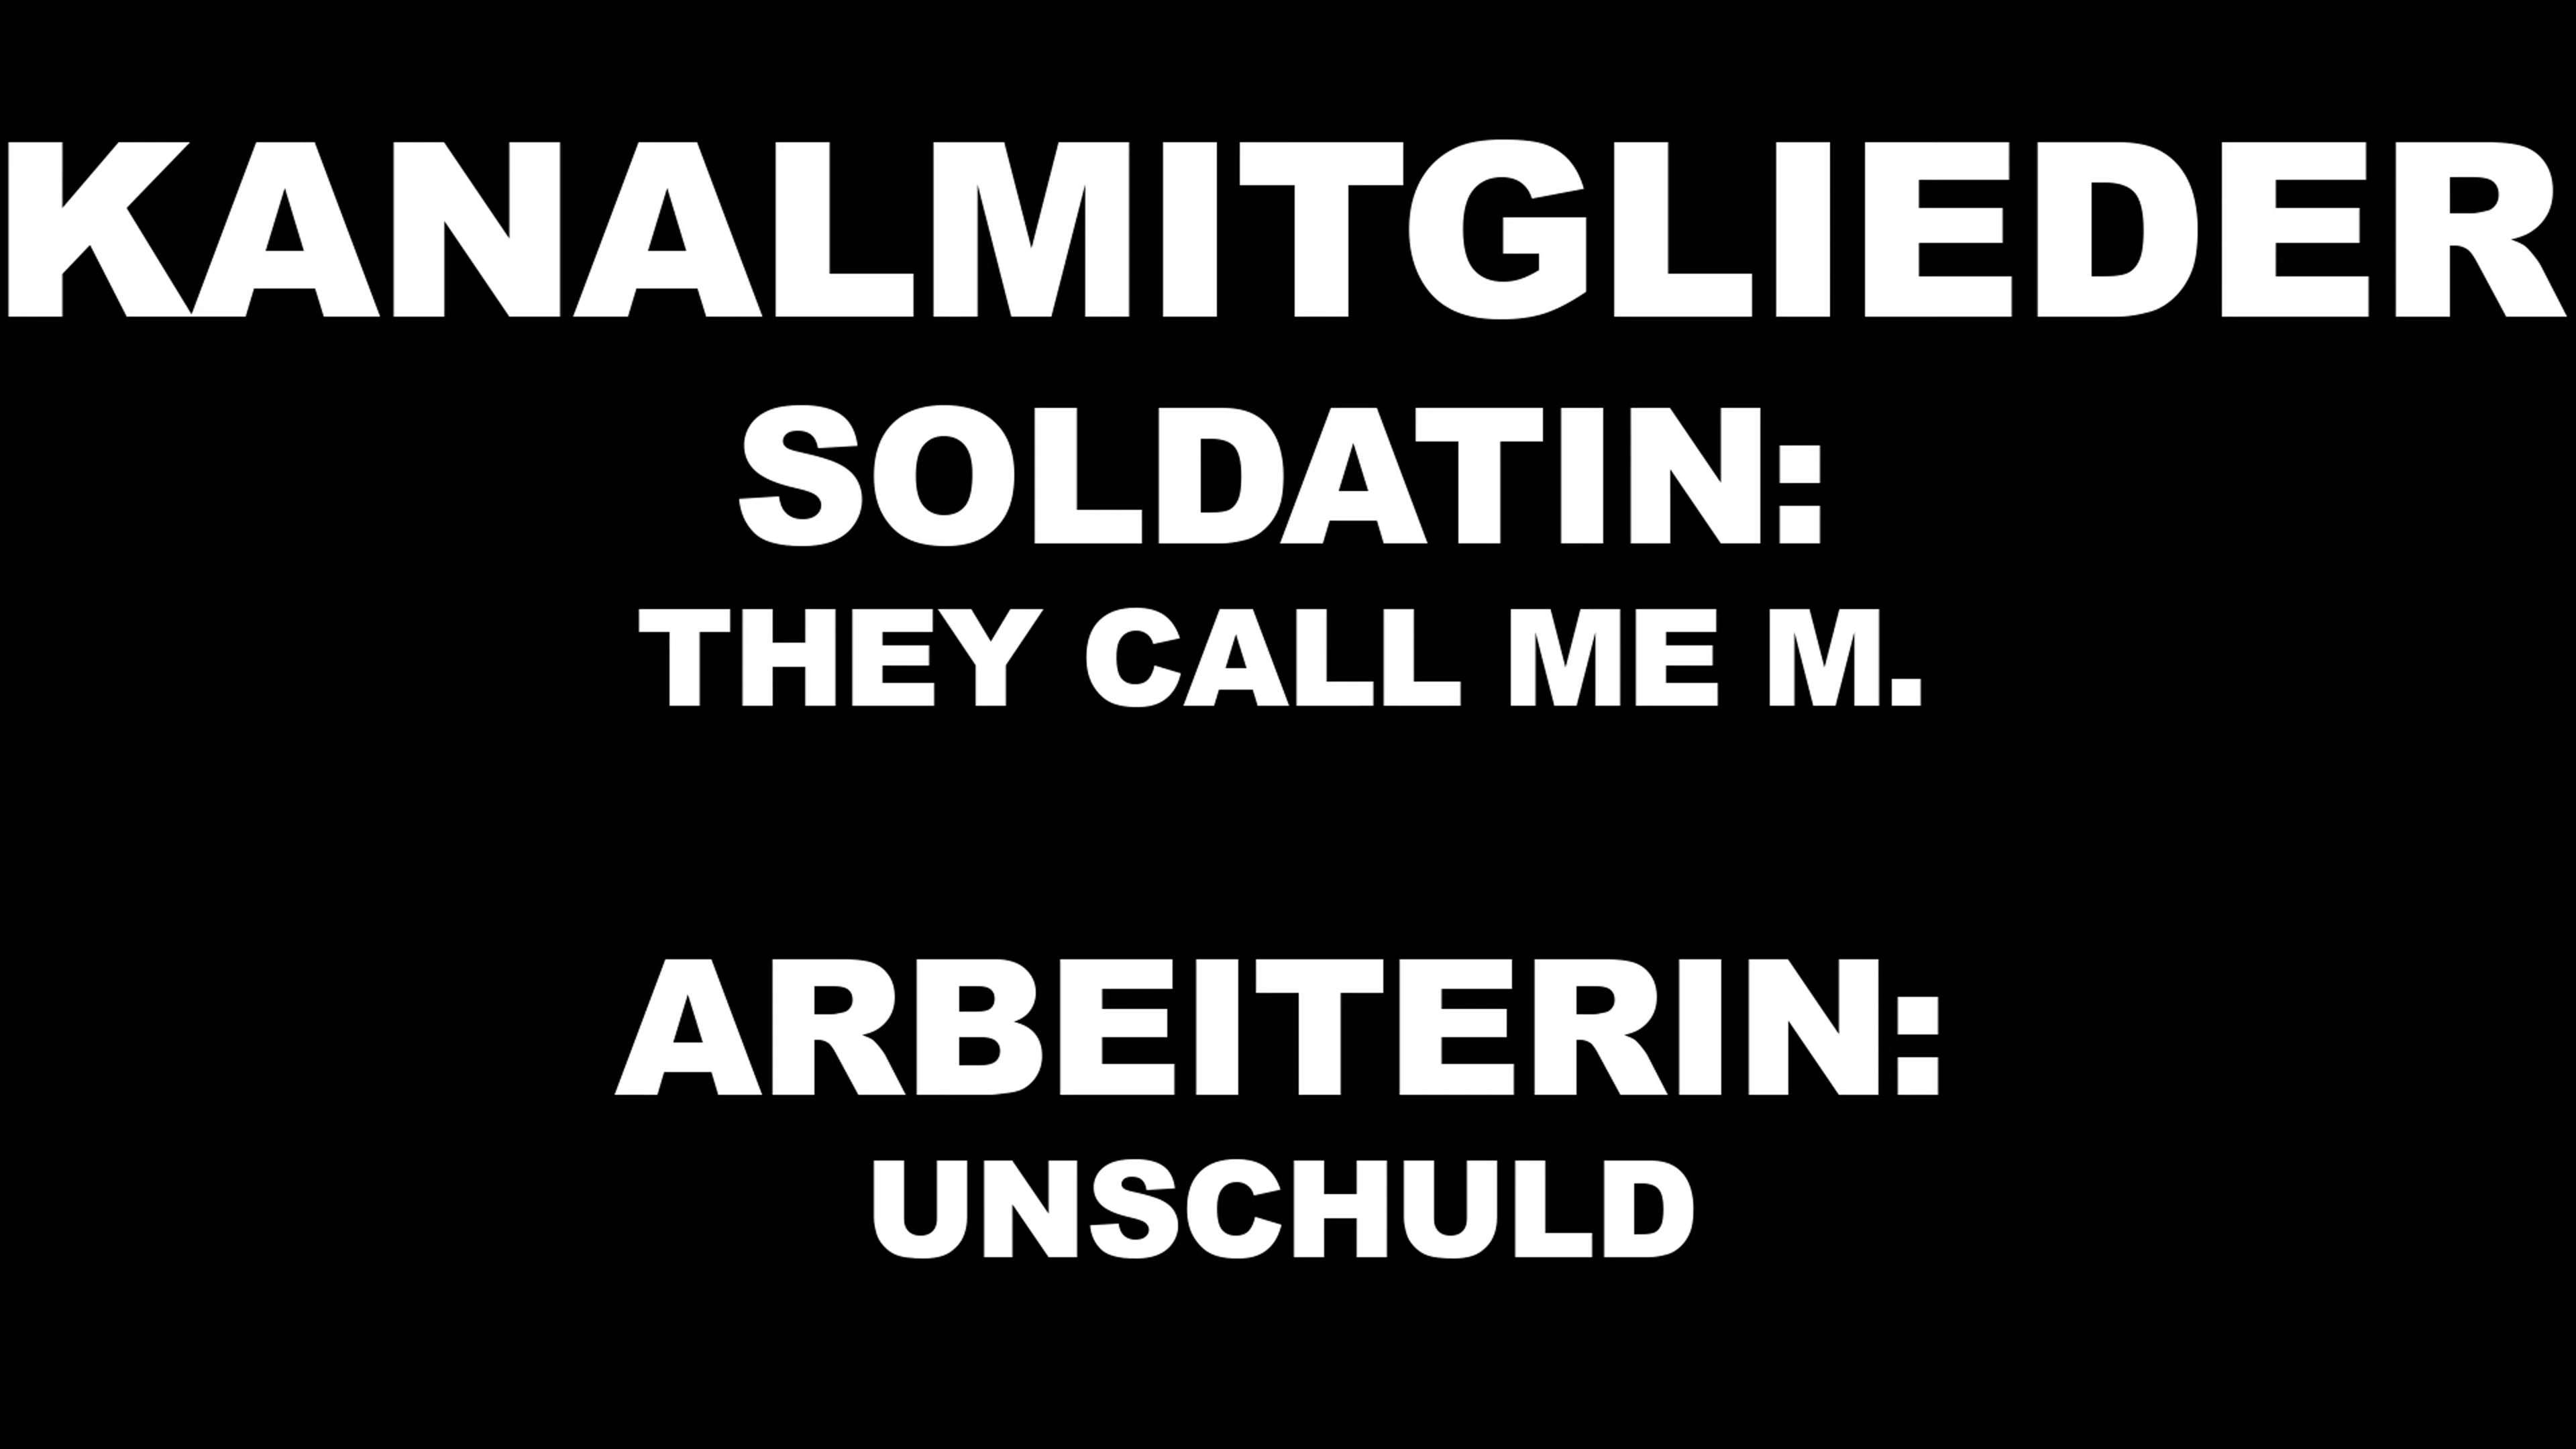 KANALMITGLIEDER
SOLDATIN:
THEY CALL ME M.
ARBEITERIN:
UNSCHULD